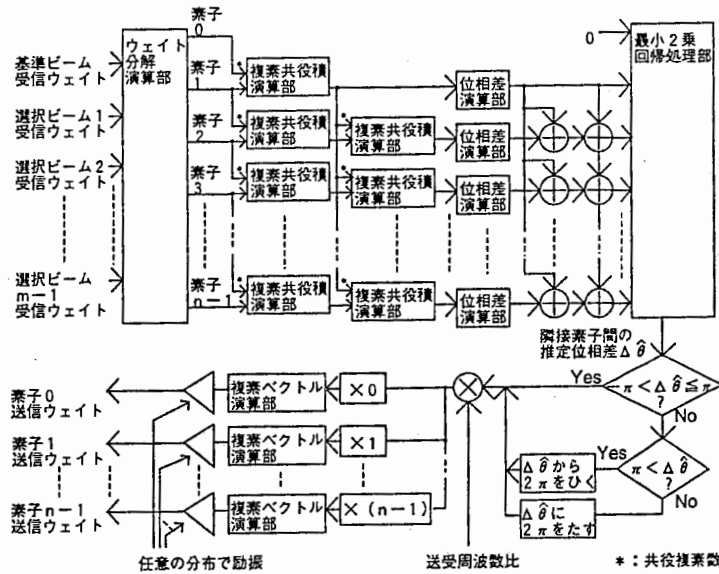 基準ビーム
受信ウェイト
選択ビーム1
受信ウェイト
選択ビーム2
受信ウェイト
選択ビーム
m-1
受信ウェイト
ウェイト
分解
演算部
素子
0
素子
1
素子
2
素子
3
素子
n-1
*
複素共役積
演算部
*
複素共役積
演算部
*
複素共役積
演算部
*
複素共役積
演算部
*
複素共役積
演算部
*
複素共役積
演算部
*
複素共役積
演算部
位相差
演算部
位相差
演算部
位相差
演算部
位相差
演算部
0
最小2乗
回帰処理部
隣接素子間の
推定位相差Δθ̂
-π<Δθ̂≦π
?
Yes
No
π<Δθ̂
?
Yes
No
Δθ̂から
2πをひく
Δθ̂に
2πをたす
送受周波数比
×0
×1
×(n-1)
複素ベクトル
演算部
複素ベクトル
演算部
複素ベクトル
演算部
素子0
送信ウェイト
素子1
送信ウェイト
素子n-1
送信ウェイト
任意の分布で励振
*:共役複素数